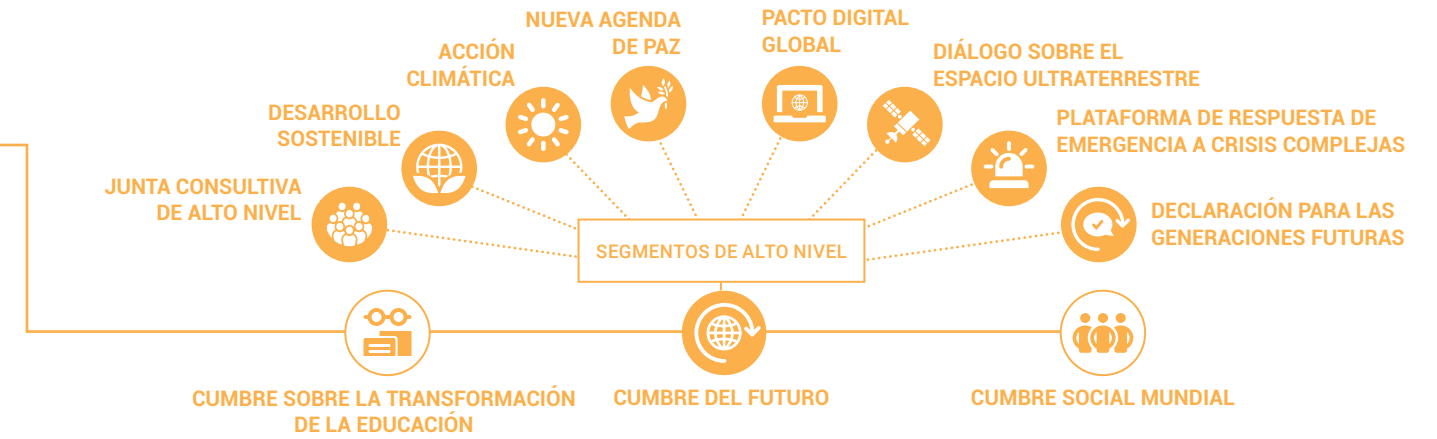 NUEVA AGENDA
DE PAZ
PACTO DIGITAL
GLOBAL
ACCIÓN
CLIMÁTICA
DIÁLOGO SOBRE EL
ESPACIO ULTRATERRESTRE
DESARROLLO
SOSTENIBLE
PLATAFORMA DE RESPUESTA DE
EMERGENCIA A CRISIS COMPLEJAS
JUNTA CONSULTIVA
DE ALTO NIVEL
DECLARACIÓN PARA LAS
GENERACIONES FUTURAS
SEGMENTOS DE ALTO NIVEL
CUMBRE SOBRE LA TRANSFORMACIÓN
DE LA EDUCACIÓN
CUMBRE DEL FUTURO
CUMBRE SOCIAL MUNDIAL